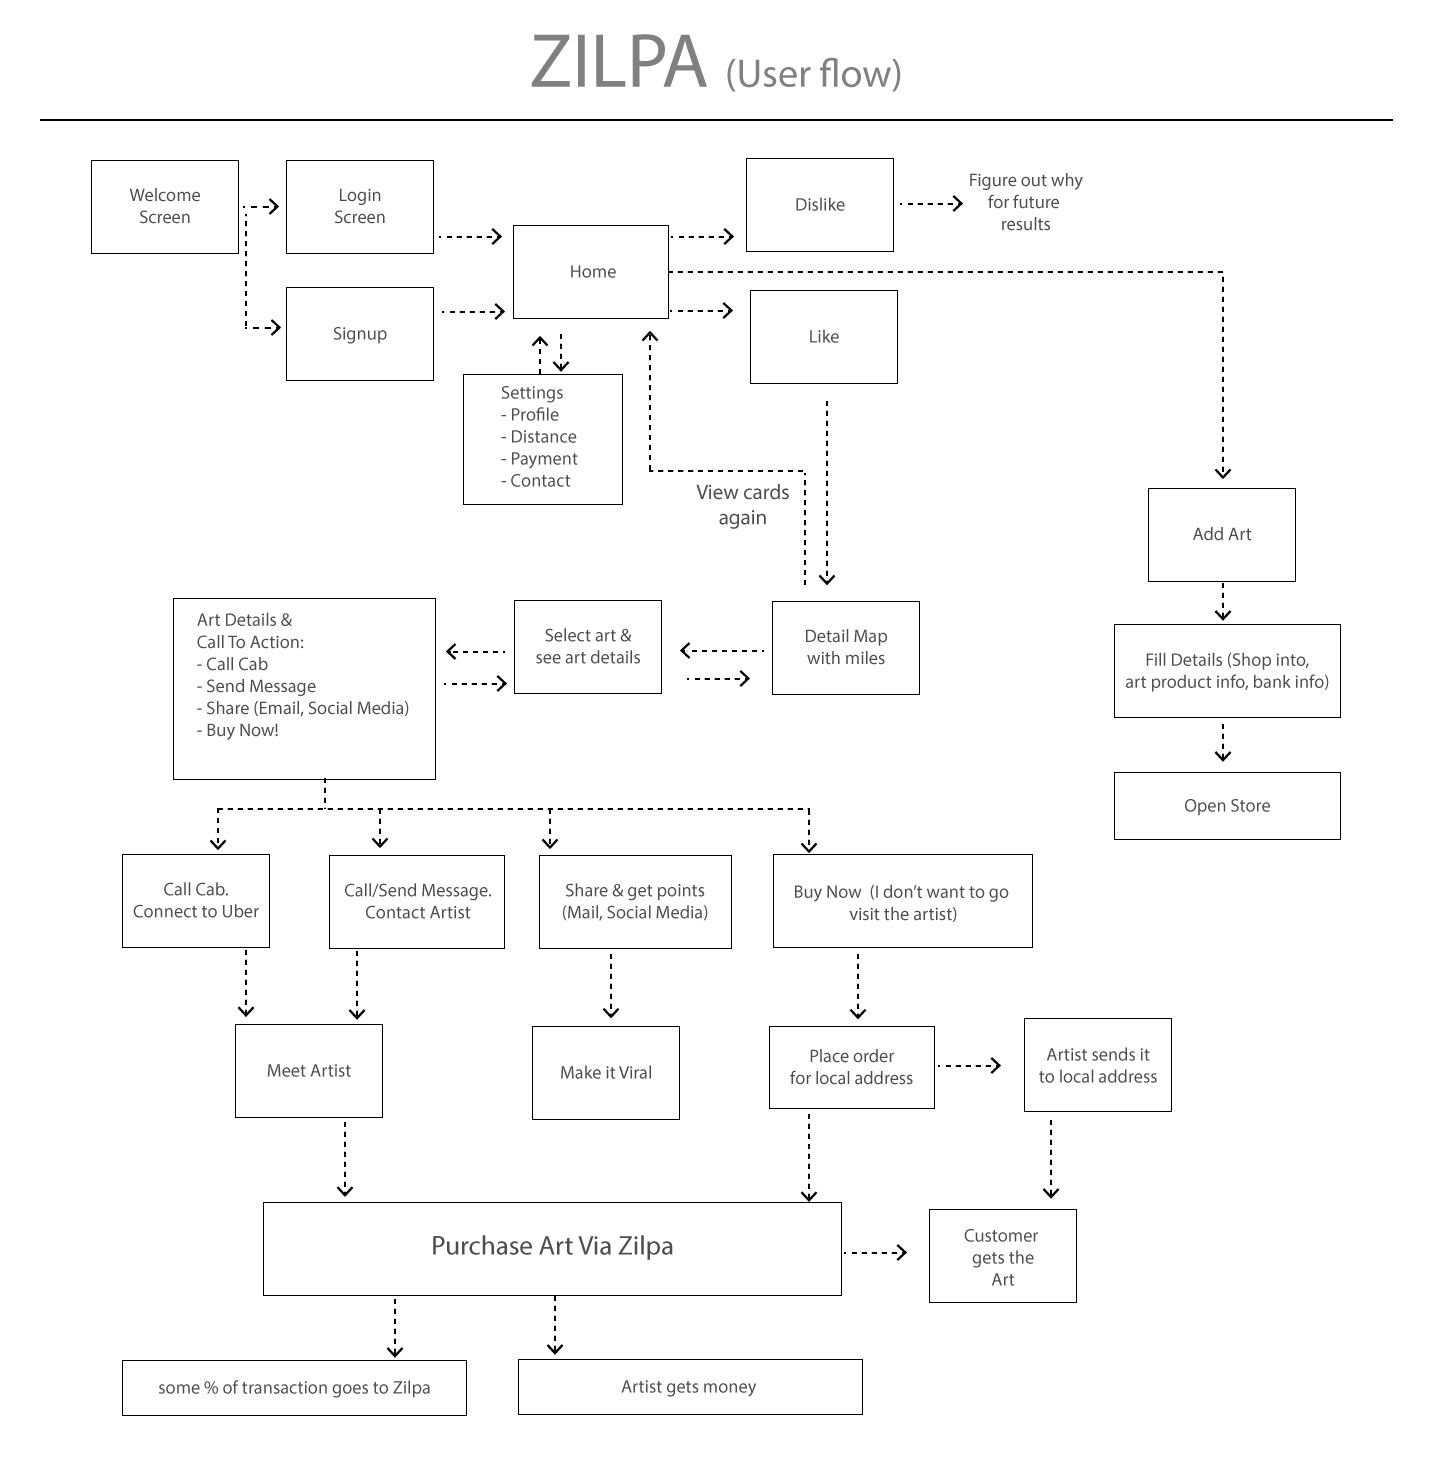 ZILPA (User flow)
Welcome
Screen
Login
Screen
Signup
Home
Dislike
Figure out why
for future
results
Like
Settings
- Profile
- Distance
- Payment
- Contact
View cards
again
Add Art
Fill Details (Shop into,
art product info, bank info)
Open Store
Detail Map
with miles
Select art &
see art details
Art Details &
Call To Action:
- Call Cab
- Send Message
- Share (Email, Social Media)
- Buy Now!
Call Cab.
Connect to Uber
Call/Send Message.
Contact Artist
Share & get points
(Mail, Social Media)
Buy Now  (I don't want to go
visit the artist)
Meet Artist
Make it Viral
Place order
for local address
Artist sends it
to local address
Purchase Art Via Zilpa
Customer
gets the
Art
some % of transaction goes to Zilpa
Artist gets money